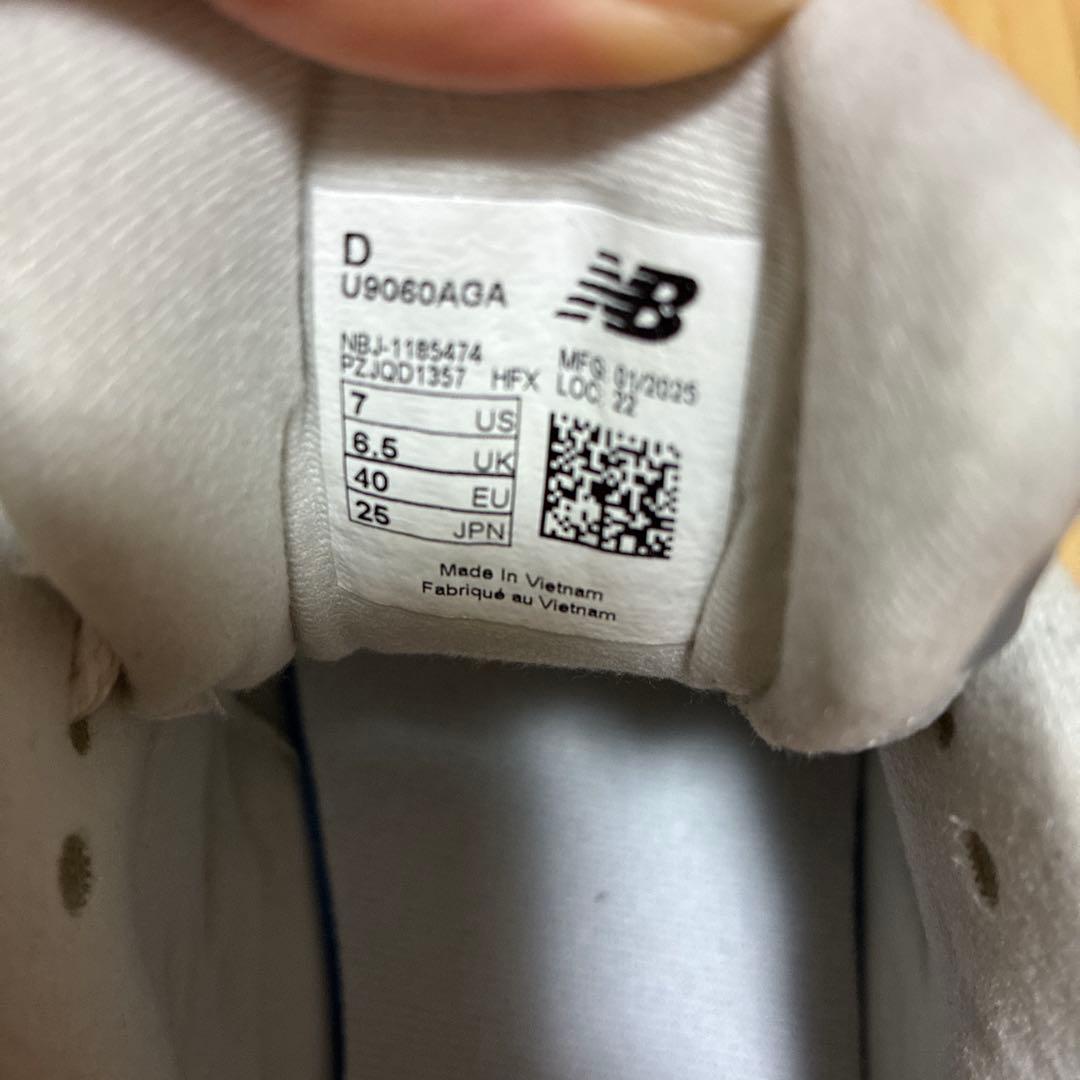 D
U9060AGA
NB
NBJ-1185474
PZJQD1357 HFX
MFG 01/2025
LOC 22
7 US
6.5 UK
40 EU
25 JPN
Made In Vietnam
Fabriqué au Vietnam